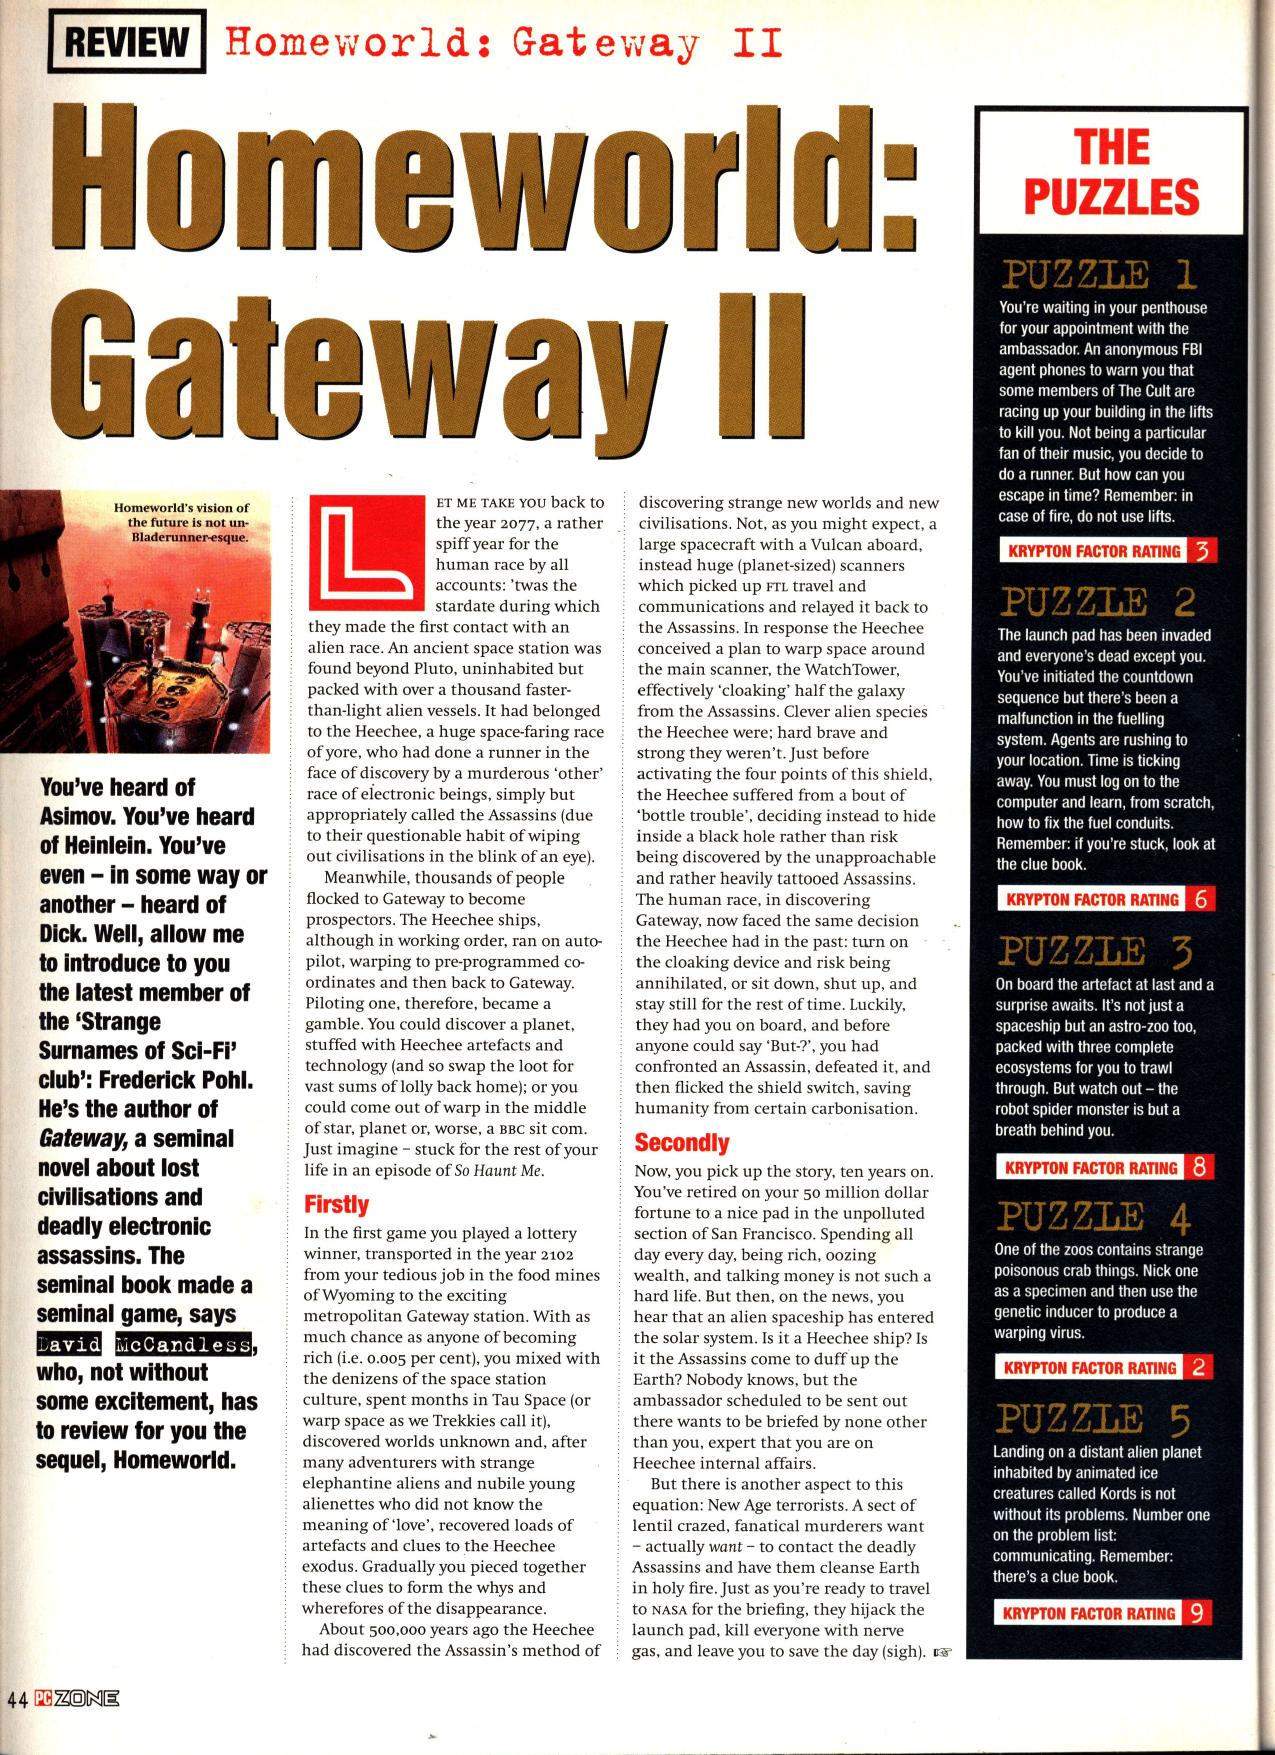 REVIEW Homeworld: Gateway II
Homeworld:
Gateway II
Homeworld's vision of
the future is not un-
Bladerunner-esque.
You've heard of
Asimov. You've heard
of Heinlein. You've
even – in some way or
another – heard of
Dick. Well, allow me
to introduce to you
the latest member of
the 'Strange
Surnames of Sci-Fi'
club': Frederick Pohl.
He's the author of
Gateway, a seminal
novel about lost
civilisations and
deadly electronic
assassins. The
seminal book made a
seminal game, says
David McCandless,
who, not without
some excitement, has
to review for you the
sequel, Homeworld.
LET ME TAKE YOU back to
the year 2077, a rather
spiff year for the
human race by all
accounts: 'twas the
stardate during which
they made the first contact with an
alien race. An ancient space station was
found beyond Pluto, uninhabited but
packed with over a thousand faster-
than-light alien vessels. It had belonged
to the Heechee, a huge space-faring race
of yore, who had done a runner in the
face of discovery by a murderous 'other'
race of electronic beings, simply but
appropriately called the Assassins (due
to their questionable habit of wiping
out civilisations in the blink of an eye).
Meanwhile, thousands of people
flocked to Gateway to become
prospectors. The Heechee ships,
although in working order, ran on auto-
pilot, warping to pre-programmed co-
ordinates and then back to Gateway.
Piloting one, therefore, became a
gamble. You could discover a planet,
stuffed with Heechee artefacts and
technology (and so swap the loot for
vast sums of lolly back home); or you
could come out of warp in the middle
of star, planet or, worse, a BBC sit com.
Just imagine – stuck for the rest of your
life in an episode of So Haunt Me.
Firstly
In the first game you played a lottery
winner, transported in the year 2102
from your tedious job in the food mines
of Wyoming to the exciting
metropolitan Gateway station. With as
much chance as anyone of becoming
rich (i.e. 0.005 per cent), you mixed with
the denizens of the space station
culture, spent months in Tau Space (or
warp space as we Trekkies call it),
discovered worlds unknown and, after
many adventurers with strange
elephantine aliens and nubile young
alienettes who did not know the
meaning of 'love', recovered loads of
artefacts and clues to the Heechee
exodus. Gradually you pieced together
these clues to form the whys and
wherefores of the disappearance.
About 500,000 years ago the Heechee
had discovered the Assassin's method of
discovering strange new worlds and new
civilisations. Not, as you might expect, a
large spacecraft with a Vulcan aboard,
instead huge (planet-sized) scanners
which picked up FTL travel and
communications and relayed it back to
the Assassins. In response the Heechee
conceived a plan to warp space around
the main scanner, the WatchTower,
effectively 'cloaking' half the galaxy
from the Assassins. Clever alien species
the Heechee were; hard brave and
strong they weren't. Just before
activating the four points of this shield,
the Heechee suffered from a bout of
'bottle trouble', deciding instead to hide
inside a black hole rather than risk
being discovered by the unapproachable
and rather heavily tattooed Assassins.
The human race, in discovering
Gateway, now faced the same decision
the Heechee had in the past: turn on
the cloaking device and risk being
annihilated, or sit down, shut up, and
stay still for the rest of time. Luckily,
they had you on board, and before
anyone could say 'But-?', you had
confronted an Assassin, defeated it, and
then flicked the shield switch, saving
humanity from certain carbonisation.
Secondly
Now, you pick up the story, ten years on.
You've retired on your 50 million dollar
fortune to a nice pad in the unpolluted
section of San Francisco. Spending all
day every day, being rich, oozing
wealth, and talking money is not such a
hard life. But then, on the news, you
hear that an alien spaceship has entered
the solar system. Is it a Heechee ship? Is
it the Assassins come to duff up the
Earth? Nobody knows, but the
ambassador scheduled to be sent out
there wants to be briefed by none other
than you, expert that you are on
Heechee internal affairs.
But there is another aspect to this
equation: New Age terrorists. A sect of
lentil crazed, fanatical murderers want
– actually want – to contact the deadly
Assassins and have them cleanse Earth
in holy fire. Just as you're ready to travel
to NASA for the briefing, they hijack the
launch pad, kill everyone with nerve
gas, and leave you to save the day (sigh). ☞
THE
PUZZLES
PUZZLE 1
You're waiting in your penthouse
for your appointment with the
ambassador. An anonymous FBI
agent phones to warn you that
some members of The Cult are
racing up your building in the lifts
to kill you. Not being a particular
fan of their music, you decide to
do a runner. But how can you
escape in time? Remember: in
case of fire, do not use lifts.
KRYPTON FACTOR RATING 3
PUZZLE 2
The launch pad has been invaded
and everyone's dead except you.
You've initiated the countdown
sequence but there's been a
malfunction in the fuelling
system. Agents are rushing to
your location. Time is ticking
away. You must log on to the
computer and learn, from scratch,
how to fix the fuel conduits.
Remember: if you're stuck, look at
the clue book.
KRYPTON FACTOR RATING 6
PUZZLE 3
On board the artefact at last and a
surprise awaits. It's not just a
spaceship but an astro-zoo too,
packed with three complete
ecosystems for you to trawl
through. But watch out – the
robot spider monster is but a
breath behind you.
KRYPTON FACTOR RATING 8
PUZZLE 4
One of the zoos contains strange
poisonous crab things. Nick one
as a specimen and then use the
genetic inducer to produce a
warping virus.
KRYPTON FACTOR RATING 2
PUZZLE 5
Landing on a distant alien planet
inhabited by animated ice
creatures called Kords is not
without its problems. Number one
on the problem list:
communicating. Remember:
there's a clue book.
KRYPTON FACTOR RATING 9
44 PC ZONE